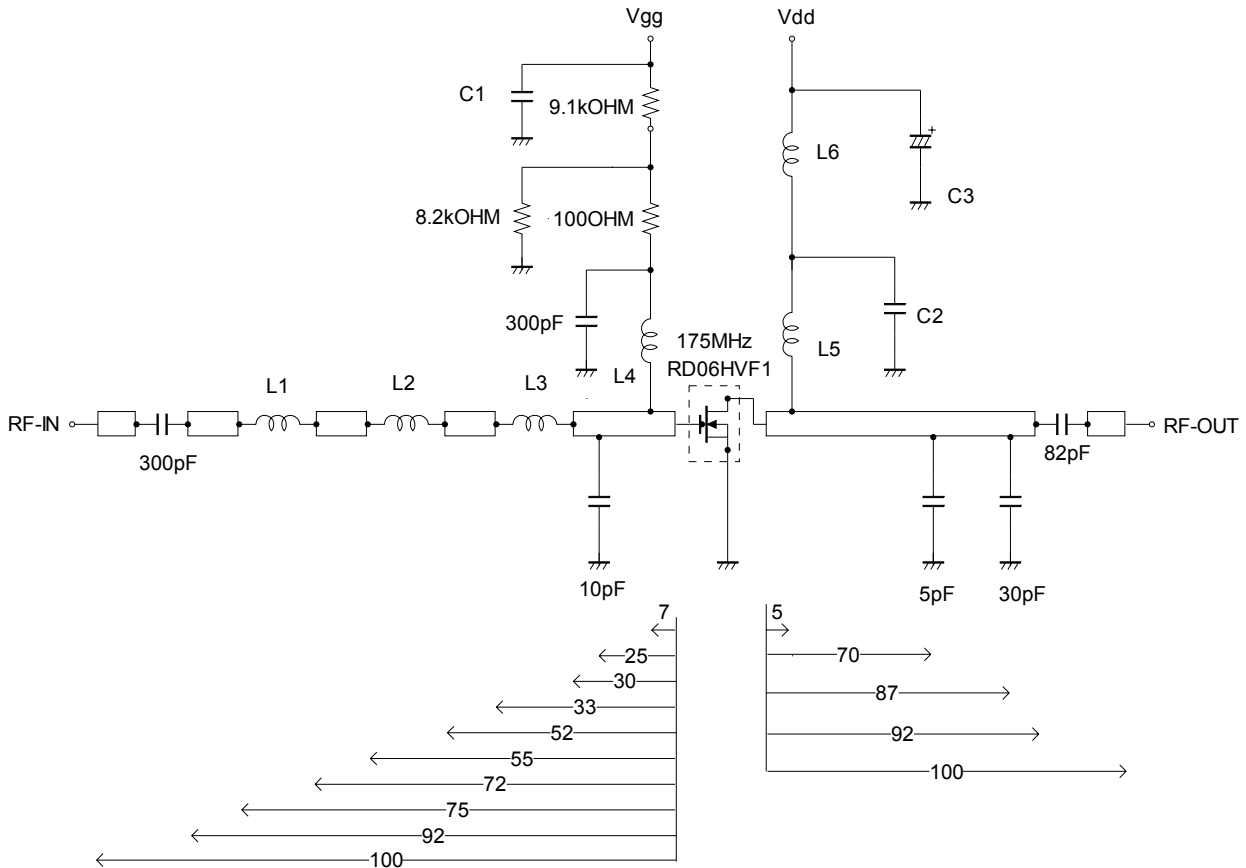 Vgg
Vdd
C1
9.1kOHM
L6
+
C3
8.2kOHM
100OHM
300pF
L4
175MHz
RD06HVF1
L5
C2
RF-IN
L1
L2
L3
300pF
82pF
RF-OUT
10pF
5pF
30pF
7
5
25
70
30
33
87
52
92
55
100
72
75
92
100